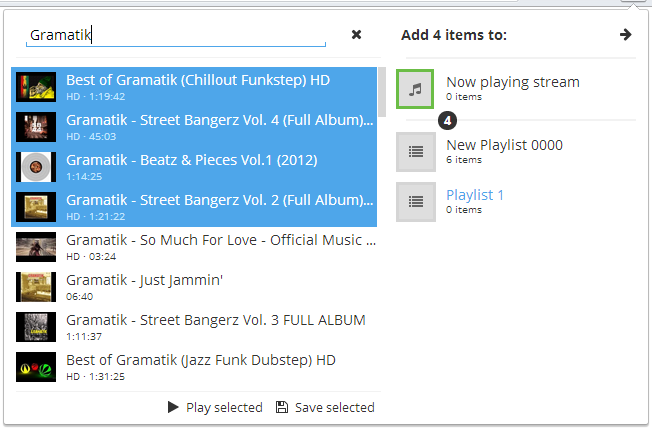 Gramatik
Best of Gramatik (Chillout Funkstep) HD
HD · 1:19:42
Gramatik - Street Bangerz Vol. 4 (Full Album)...
HD · 45:03
Gramatik - Beatz & Pieces Vol.1 (2012)
1:14:25
Gramatik - Street Bangerz Vol. 2 (Full Album)...
HD · 1:21:22
Gramatik - So Much For Love - Official Music ...
HD · 03:24
Gramatik - Just Jammin'
06:40
Gramatik - Street Bangerz Vol. 3 FULL ALBUM
1:11:37
Best of Gramatik (Jazz Funk Dubstep) HD
HD · 1:31:25
Play selected
Save selected
Add 4 items to:
Now playing stream
0 items
4
New Playlist 0000
6 items
Playlist 1
0 items